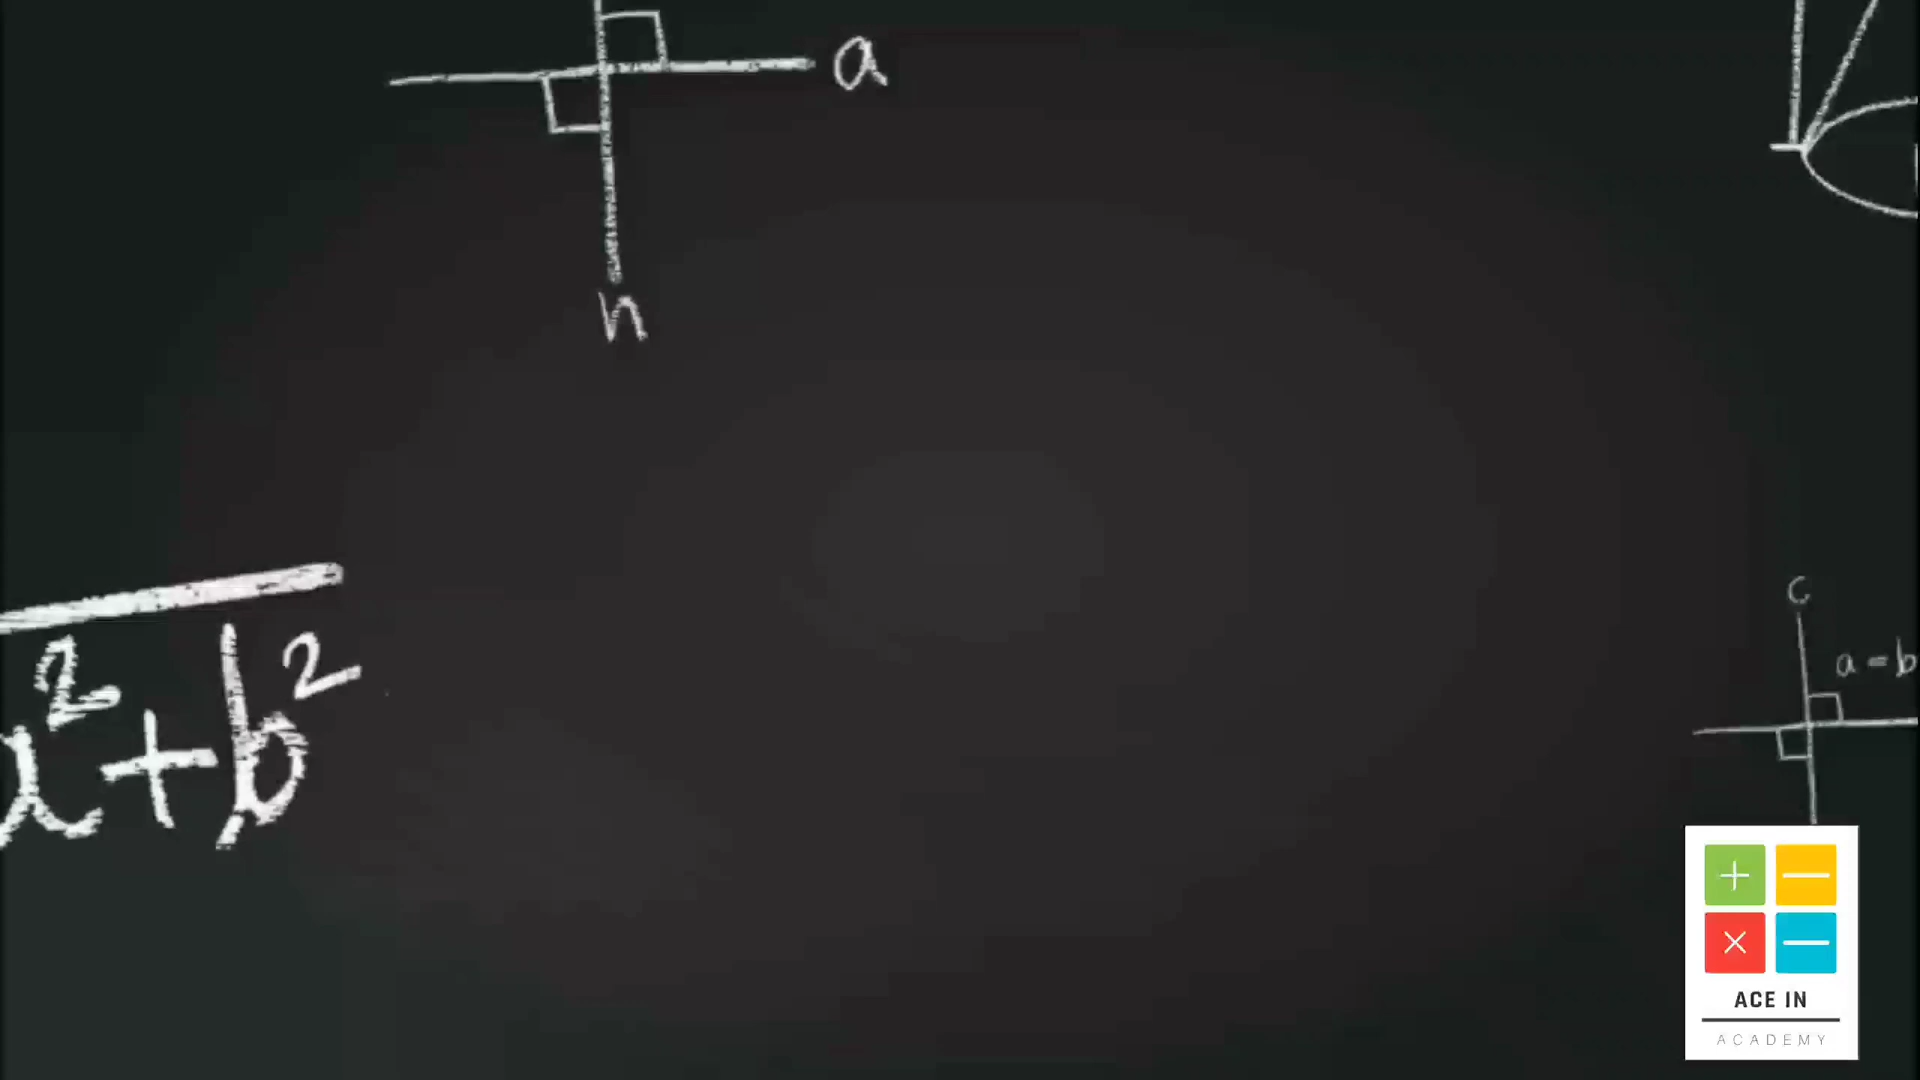 a
n
c
a = b
a² + b²
ACE IN
ACADEMY